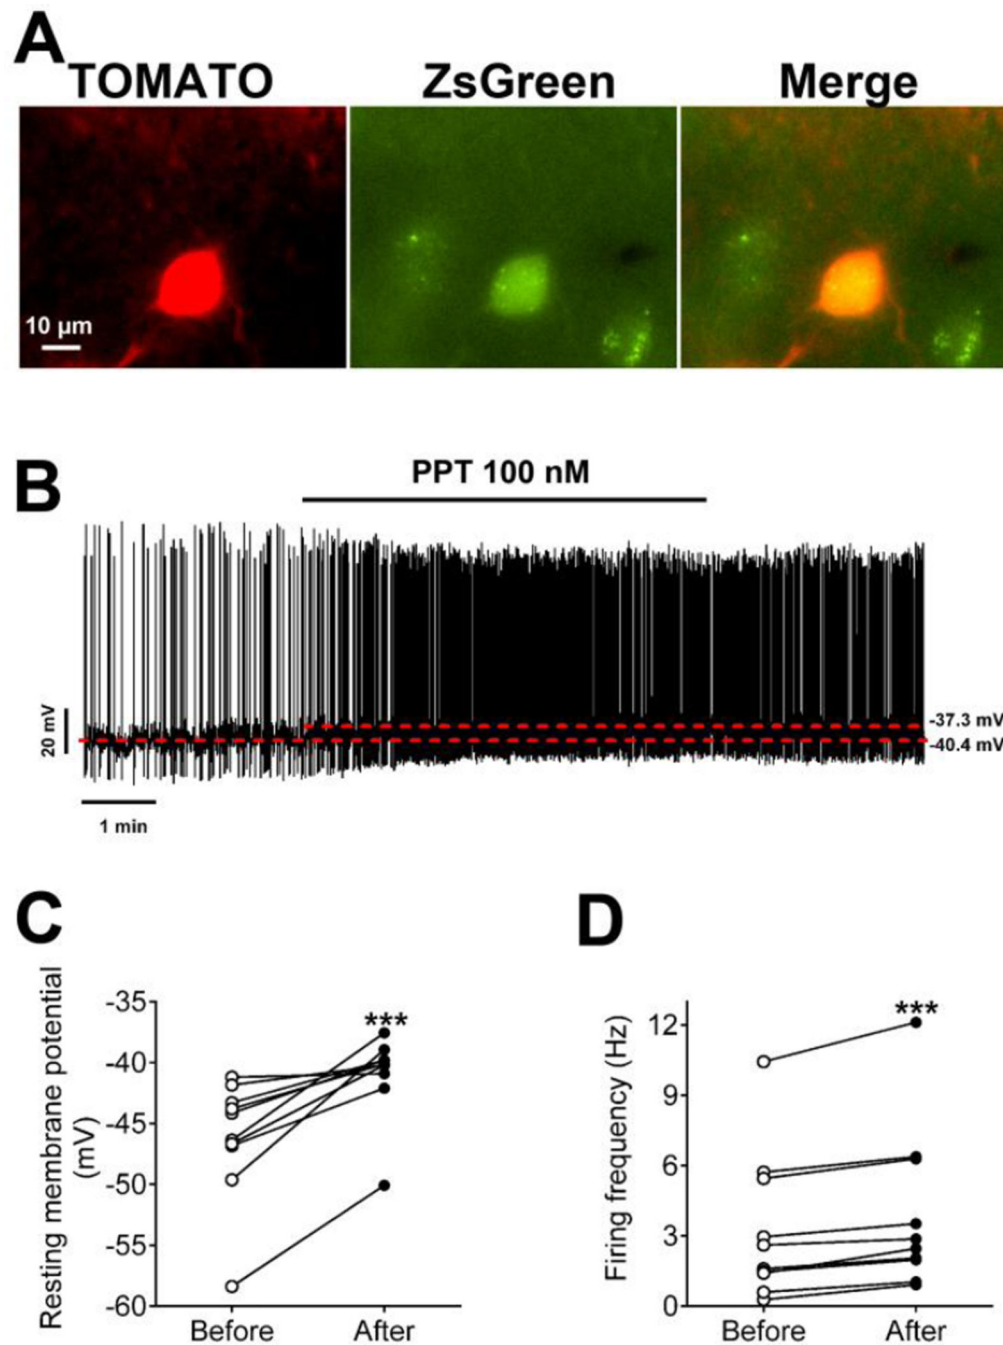 A
TOMATO
ZsGreen
Merge
10 µm
B
PPT 100 nM
20 mV
-37.3 mV
-40.4 mV
1 min
C
Resting membrane potential
(mV)
-35
-40
-45
-50
-55
-60
***
Before
After
D
Firing frequency (Hz)
12
9
6
3
0
***
Before
After